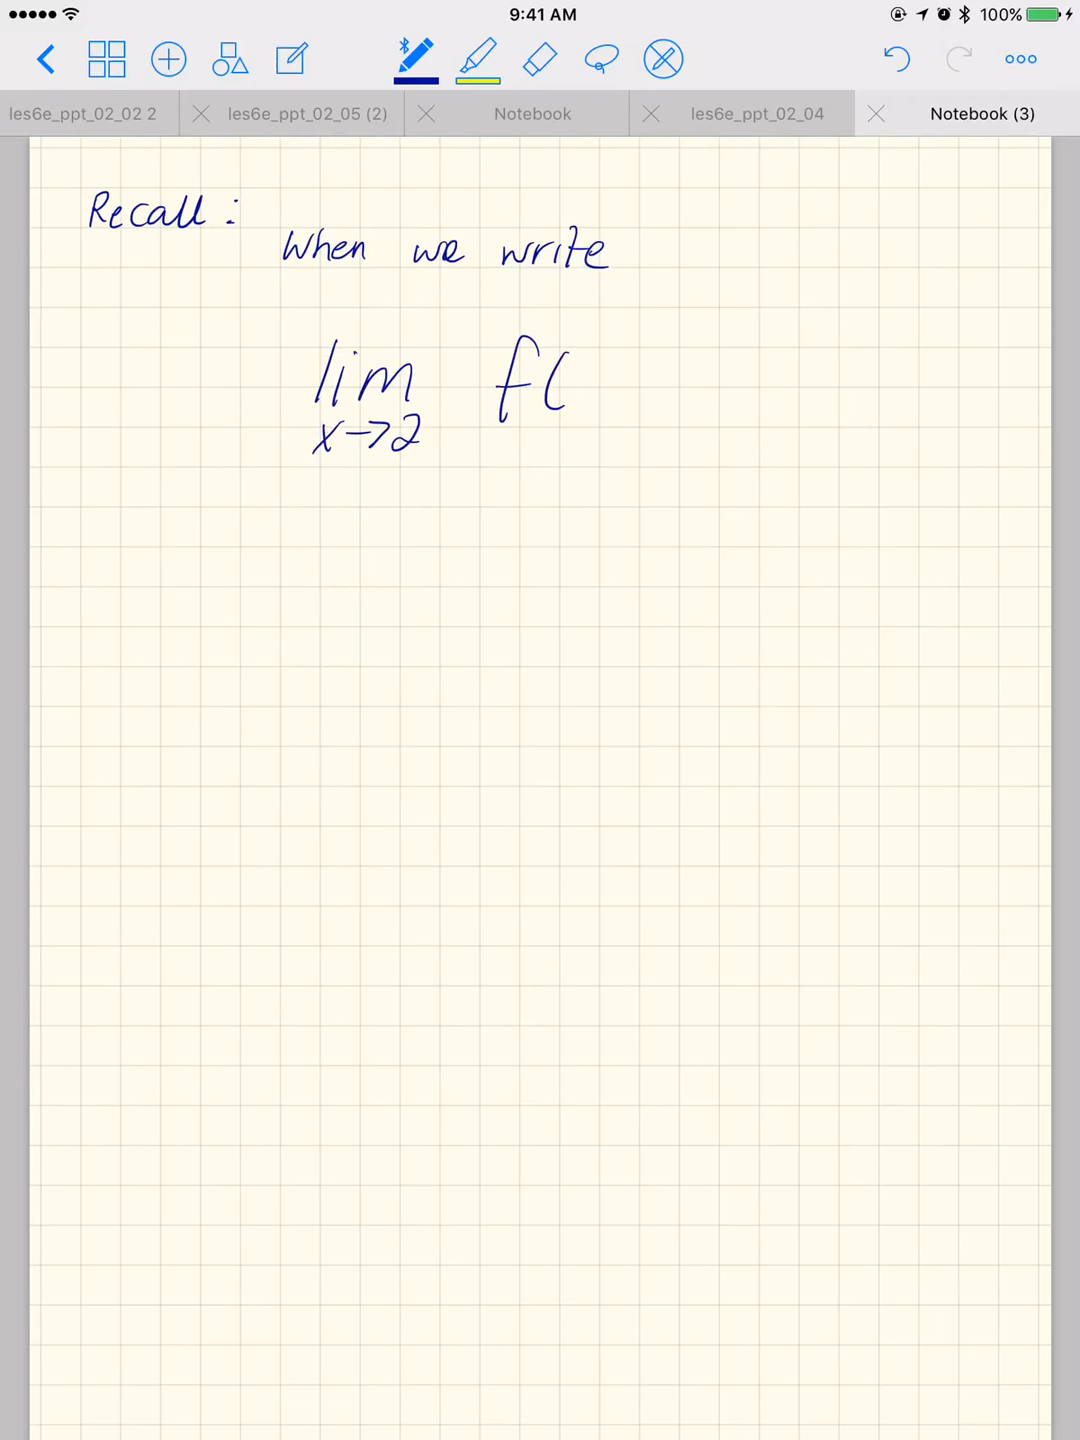 9:41 AM 100%
les6e_ppt_02_02 2 les6e_ppt_02_05 (2) Notebook les6e_ppt_02_04 Notebook (3)
Recall:
When we write
lim f(
x→2